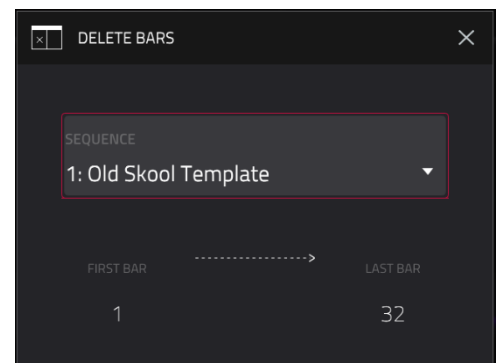 DELETE BARS
SEQUENCE
1: Old Skool Template
FIRST BAR
LAST BAR
1
32